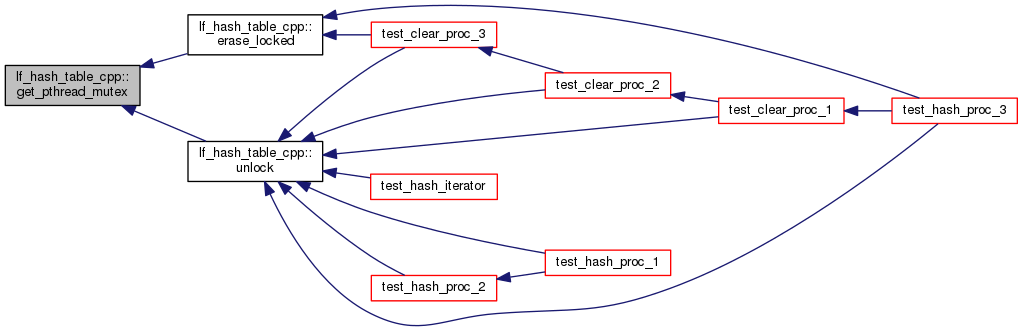 lf_hash_table_cpp::
get_pthread_mutex
lf_hash_table_cpp::
erase_locked
test_clear_proc_3
test_clear_proc_2
test_clear_proc_1
test_hash_proc_3
lf_hash_table_cpp::
unlock
test_hash_iterator
test_hash_proc_1
test_hash_proc_2